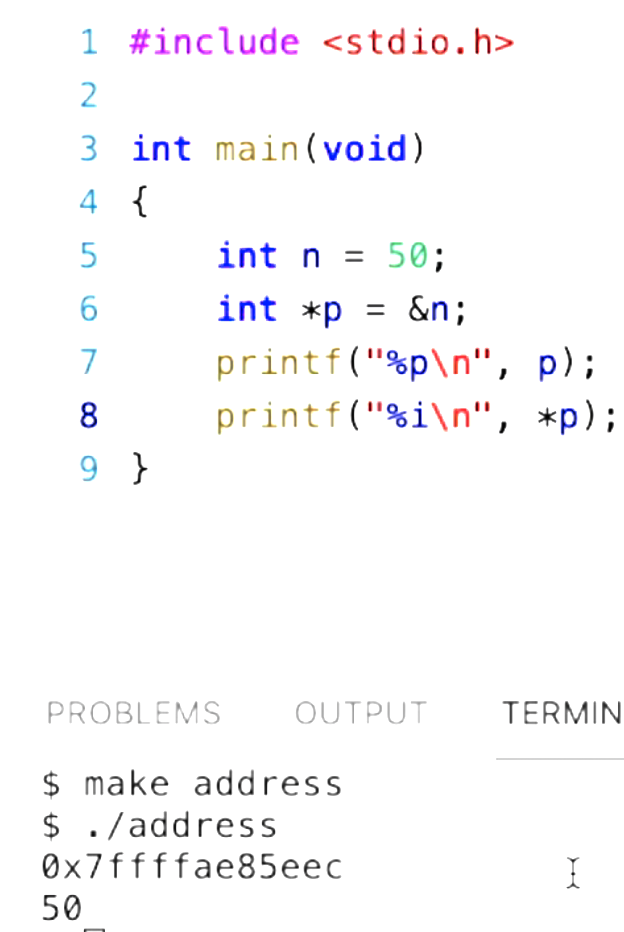 1 #include <stdio.h>
2
3 int main(void)
4 {
5     int n = 50;
6     int *p = &n;
7     printf("%p\n", p);
8     printf("%i\n", *p);
9 }
PROBLEMS OUTPUT TERMIN
$ make address
$ ./address
0x7ffffae85eec
50